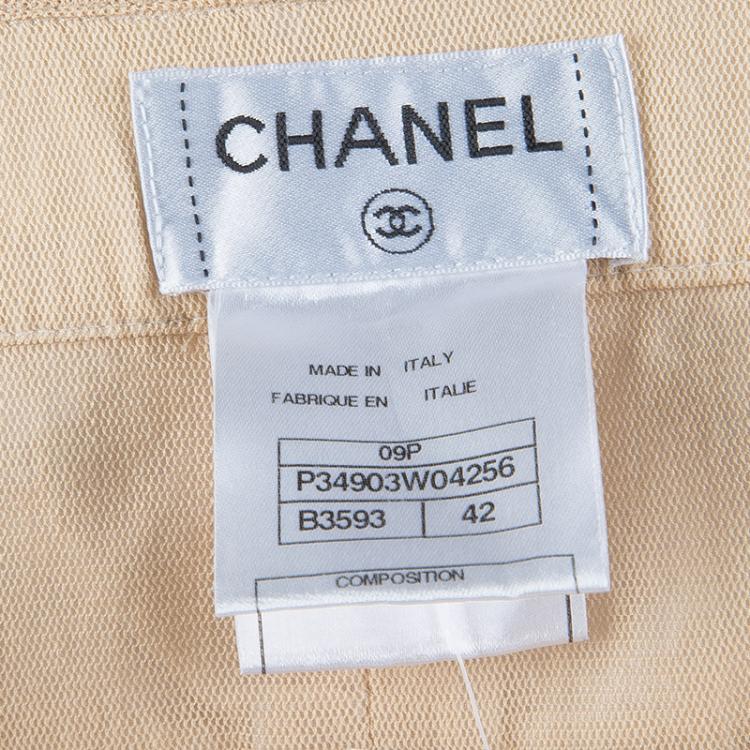 CHANEL
MADE IN ITALY
FABRIQUE EN ITALIE
09P
P34903W04256
B3593 42
COMPOSITION